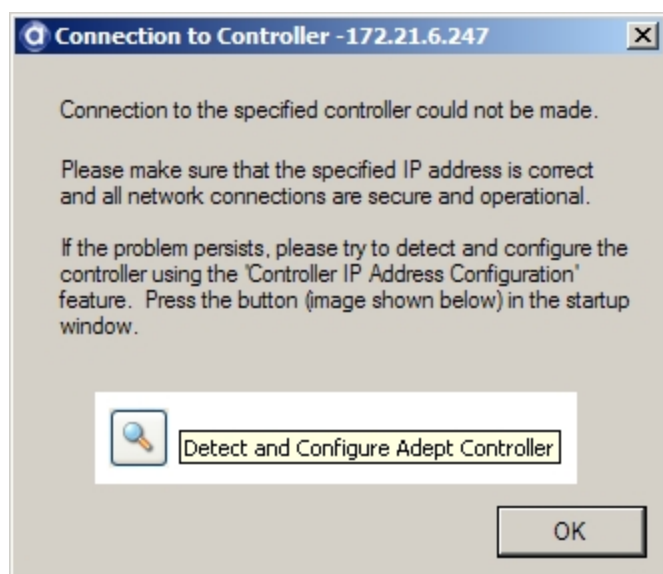 Connection to Controller -172.21.6.247
Connection to the specified controller could not be made.
Please make sure that the specified IP address is correct
and all network connections are secure and operational.
If the problem persists, please try to detect and configure the
controller using the 'Controller IP Address Configuration'
feature.  Press the button (image shown below) in the startup
window.
Detect and Configure Adept Controller
OK